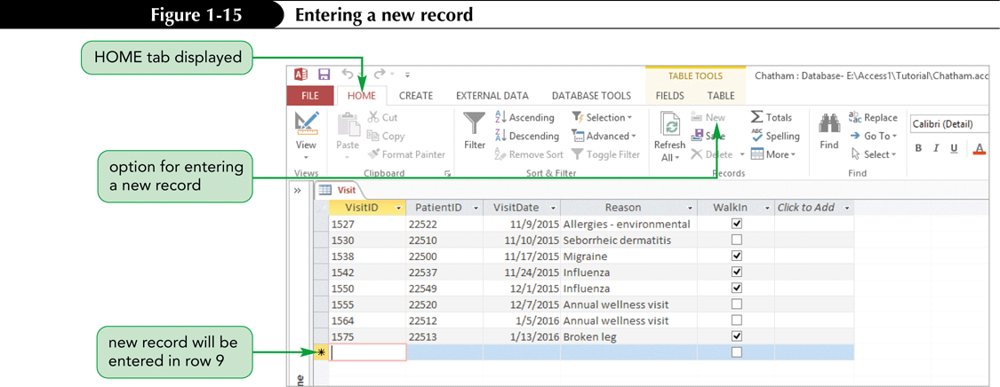 Figure 1-15 Entering a new record
HOME tab displayed
Chatham : Database- E:\Access1\Tutorial\Chatham.acc
TABLE TOOLS
FILE HOME CREATE EXTERNAL DATA DATABASE TOOLS FIELDS TABLE
View
Views
Paste
Cut
Copy
Format Painter
Clipboard
Filter
Ascending
Descending
Remove Sort
Selection
Advanced
Toggle Filter
Sort & Filter
Refresh
All
New
Save
Delete
Totals
Spelling
More
Records
Find
Replace
Go To
Select
Find
Calibri (Detail)
B I U A
option for entering
a new record
Visit
VisitID PatientID VisitDate Reason WalkIn Click to Add
1527 22522 11/9/2015 Allergies - environmental
1530 22510 11/10/2015 Seborrheic dermatitis
1538 22500 11/17/2015 Migraine
1542 22537 11/24/2015 Influenza
1550 22549 12/1/2015 Influenza
1555 22520 12/7/2015 Annual wellness visit
1564 22512 1/5/2016 Annual wellness visit
1575 22513 1/13/2016 Broken leg
new record will be
entered in row 9